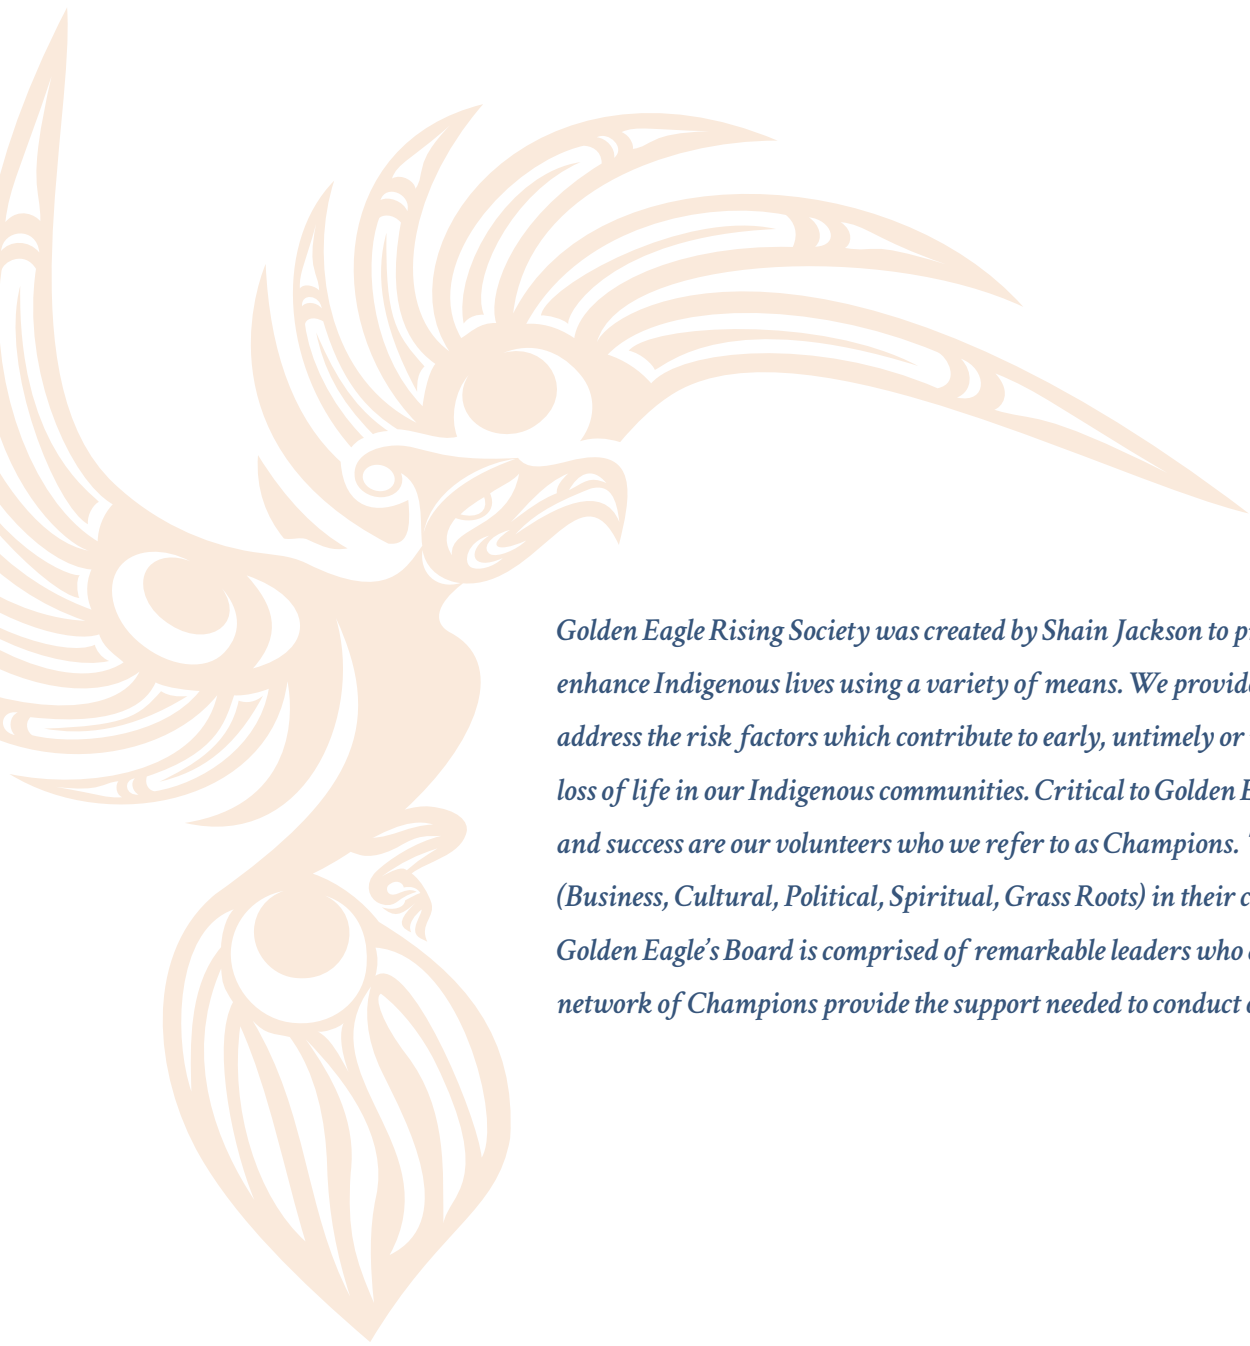 Golden Eagle Rising Society was created by Shain Jackson to
enhance Indigenous lives using a variety of means. We
address the risk factors which contribute to early, untimely or
loss of life in our Indigenous communities. Critical to Golden
and success are our volunteers who we refer to as Champions.
(Business, Cultural, Political, Spiritual, Grass Roots) in their
Golden Eagle’s Board is comprised of remarkable leaders who
network of Champions provide the support needed to conduct